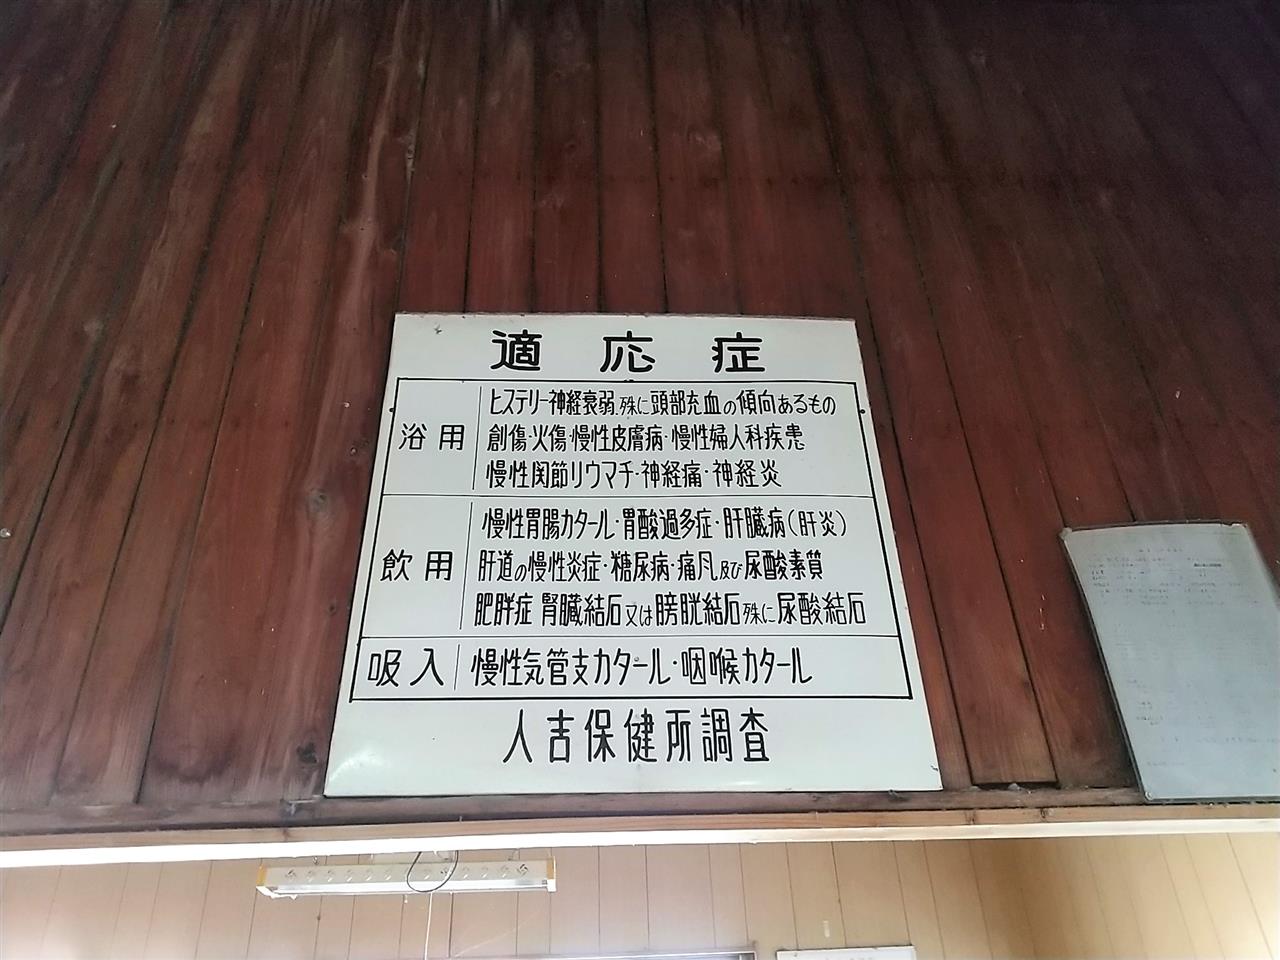 適応症
浴用
ヒステリー神経衰弱、殊に頭部充血の傾向あるもの
創傷・火傷・慢性皮膚病・慢性婦人科疾患
慢性関節リウマチ・神経痛・神経炎
飲用
慢性胃腸カタール・胃酸過多症・肝臓病(肝炎)
肝道の慢性炎症・糖尿病・痛風及び尿酸素質
肥胖症 腎臓結石又は膀胱結石殊に尿酸結石
吸入
慢性気管支カタール・咽喉カタール
人吉保健所調査